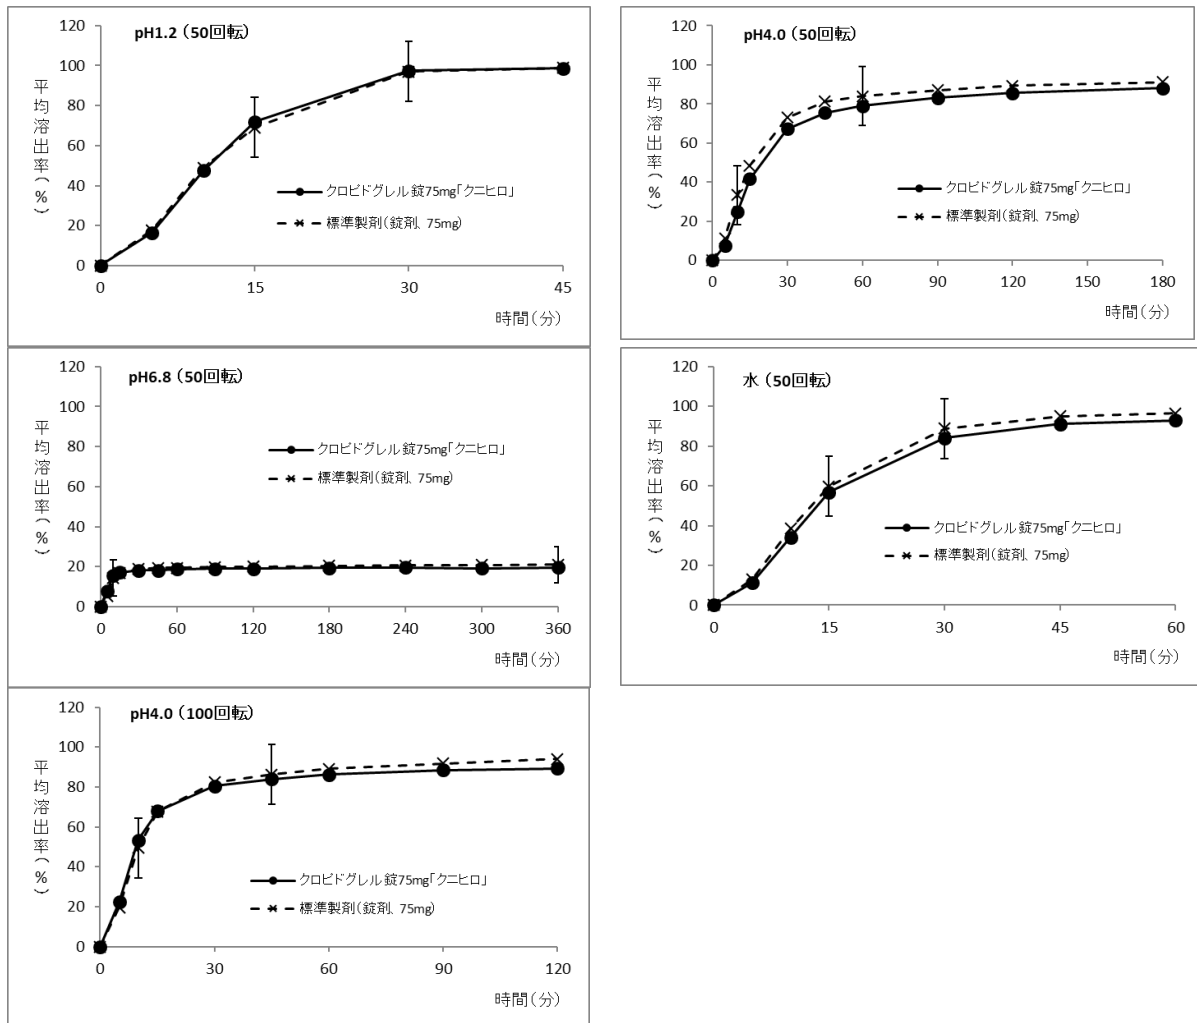 pH1.2 (50回転)
平均溶出率(%)
120
100
80
60
40
20
0
クロピドグレル錠75mg「クニヒロ」
標準製剤(錠剤、75mg)
0 15 30 45
時間(分)
pH4.0 (50回転)
平均溶出率(%)
120
100
80
60
40
20
0
クロピドグレル錠75mg「クニヒロ」
標準製剤(錠剤、75mg)
0 30 60 90 120 150 180
時間(分)
pH6.8 (50回転)
平均溶出率(%)
120
100
80
60
40
20
0
クロピドグレル錠75mg「クニヒロ」
標準製剤(錠剤、75mg)
0 60 120 180 240 300 360
時間(分)
水 (50回転)
平均溶出率(%)
120
100
80
60
40
20
0
クロピドグレル錠75mg「クニヒロ」
標準製剤(錠剤、75mg)
0 15 30 45 60
時間(分)
pH4.0 (100回転)
平均溶出率(%)
120
100
80
60
40
20
0
クロピドグレル錠75mg「クニヒロ」
標準製剤(錠剤、75mg)
0 30 60 90 120
時間(分)